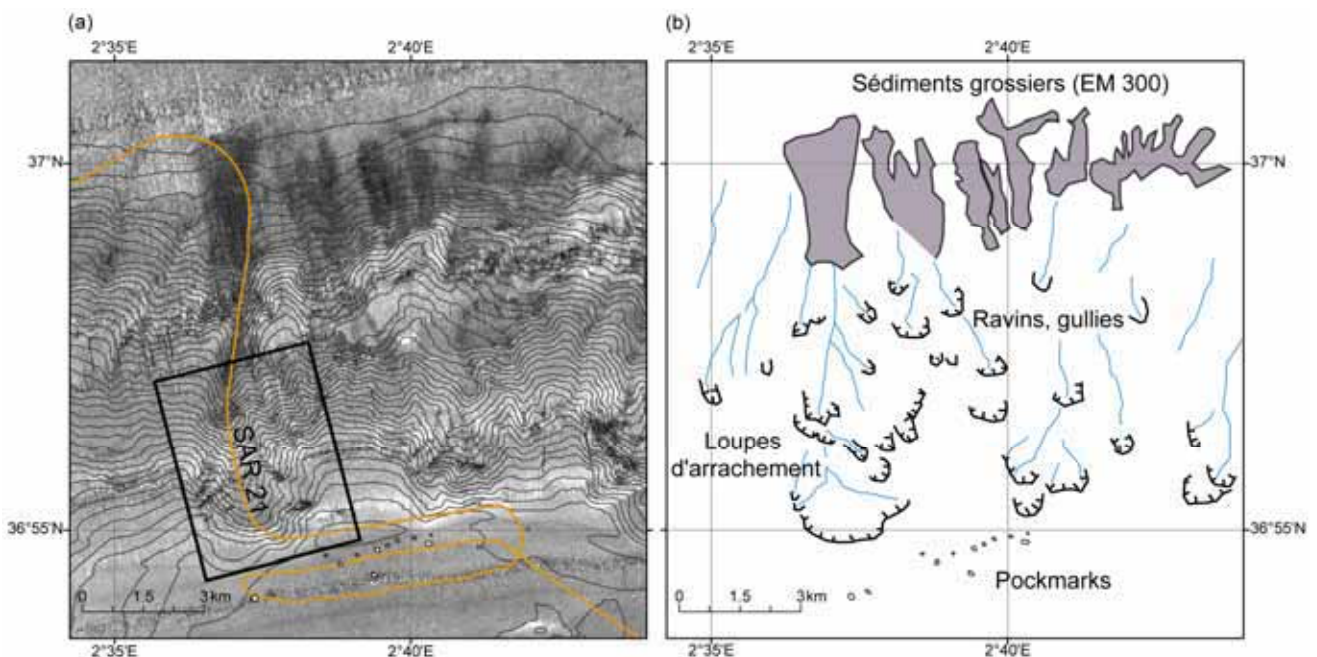 (a)
2°35'E
2°40'E
37°N
SAR 21
36°55'N
0 1.5 3km
2°35'E
2°40'E
(b)
2°35'E
2°40'E
Sédiments grossiers (EM 300)
37°N
Ravins, gullies
Loupes
d'arrachement
36°55'N
Pockmarks
0 1.5 3km
2°35'E
2°40'E